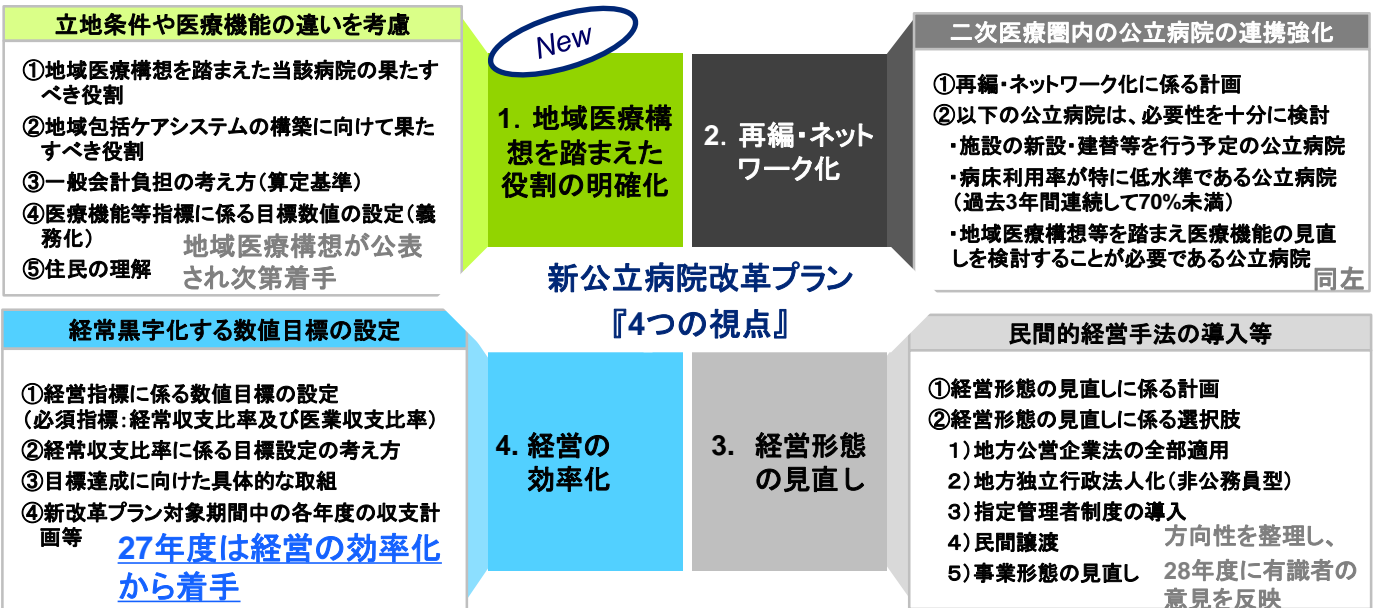 立地条件や医療機能の違いを考慮
①地域医療構想を踏まえた当該病院の果たす
べき役割
②地域包括ケアシステムの構築に向けて果た
すべき役割
③一般会計負担の考え方(算定基準)
④医療機能等指標に係る目標数値の設定(義
務化)
⑤住民の理解
地域医療構想が公表
され次第着手
New
1. 地域医療構
想を踏まえた
役割の明確化
2. 再編・ネット
ワーク化
二次医療圏内の公立病院の連携強化
①再編・ネットワーク化に係る計画
②以下の公立病院は、必要性を十分に検討
・施設の新設・建替等を行う予定の公立病院
・病床利用率が特に低水準である公立病院
(過去3年間連続して70%未満)
・地域医療構想等を踏まえ医療機能の見直
しを検討することが必要である公立病院
同左
新公立病院改革プラン
『4つの視点』
経常黒字化する数値目標の設定
①経営指標に係る数値目標の設定
(必須指標:経常収支比率及び医業収支比率)
②経常収支比率に係る目標設定の考え方
③目標達成に向けた具体的な取組
④新改革プラン対象期間中の各年度の収支計
画等
27年度は経営の効率化
から着手
4. 経営の
効率化
3. 経営形態
の見直し
民間的経営手法の導入等
①経営形態の見直しに係る計画
②経営形態の見直しに係る選択肢
1)地方公営企業法の全部適用
2)地方独立行政法人化(非公務員型)
3)指定管理者制度の導入
4)民間譲渡
5)事業形態の見直し
方向性を整理し、
28年度に有識者の
意見を反映